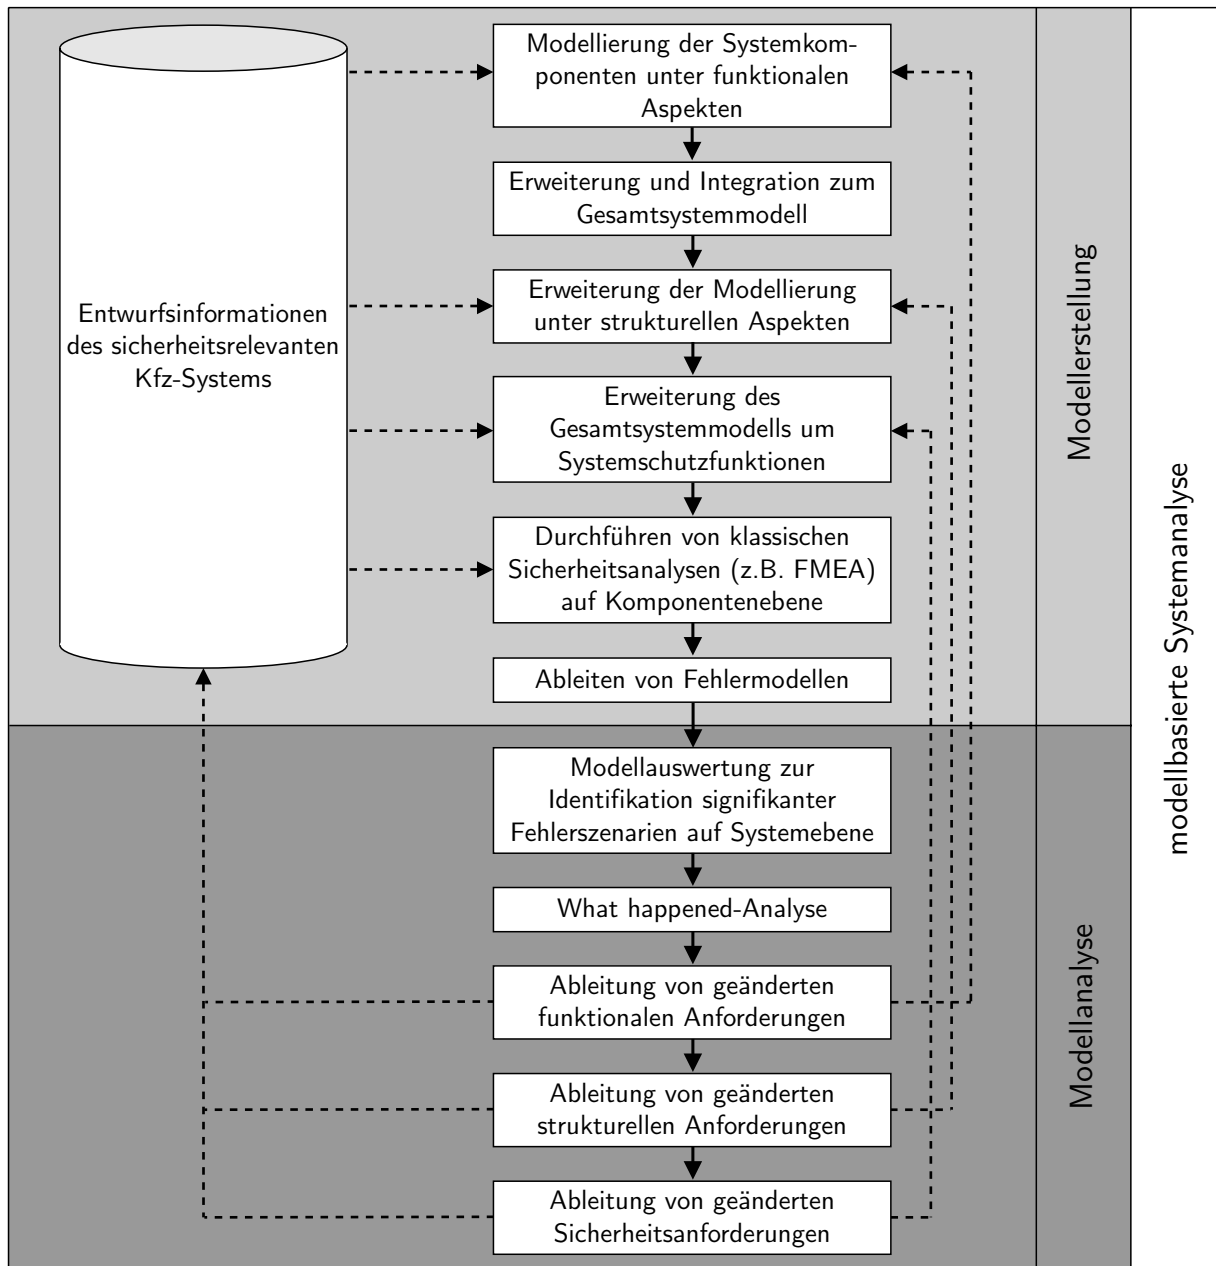 Modellierung der Systemkom-
ponenten unter funktionalen
Aspekten
Erweiterung und Integration zum
Gesamtsystemmodell
Erweiterung der Modellierung
unter strukturellen Aspekten
Entwurfsinformationen
des sicherheitsrelevanten
Kfz-Systems
Erweiterung des
Gesamtsystemmodells um
Systemschutzfunktionen
Durchführen von klassischen
Sicherheitsanalysen (z.B. FMEA)
auf Komponentenebene
Ableiten von Fehlermodellen
Modellauswertung zur
Identifikation signifikanter
Fehlerszenarien auf Systemebene
What happened-Analyse
Ableitung von geänderten
funktionalen Anforderungen
Ableitung von geänderten
strukturellen Anforderungen
Ableitung von geänderten
Sicherheitsanforderungen
Modellerstellung
Modellanalyse
modellbasierte Systemanalyse